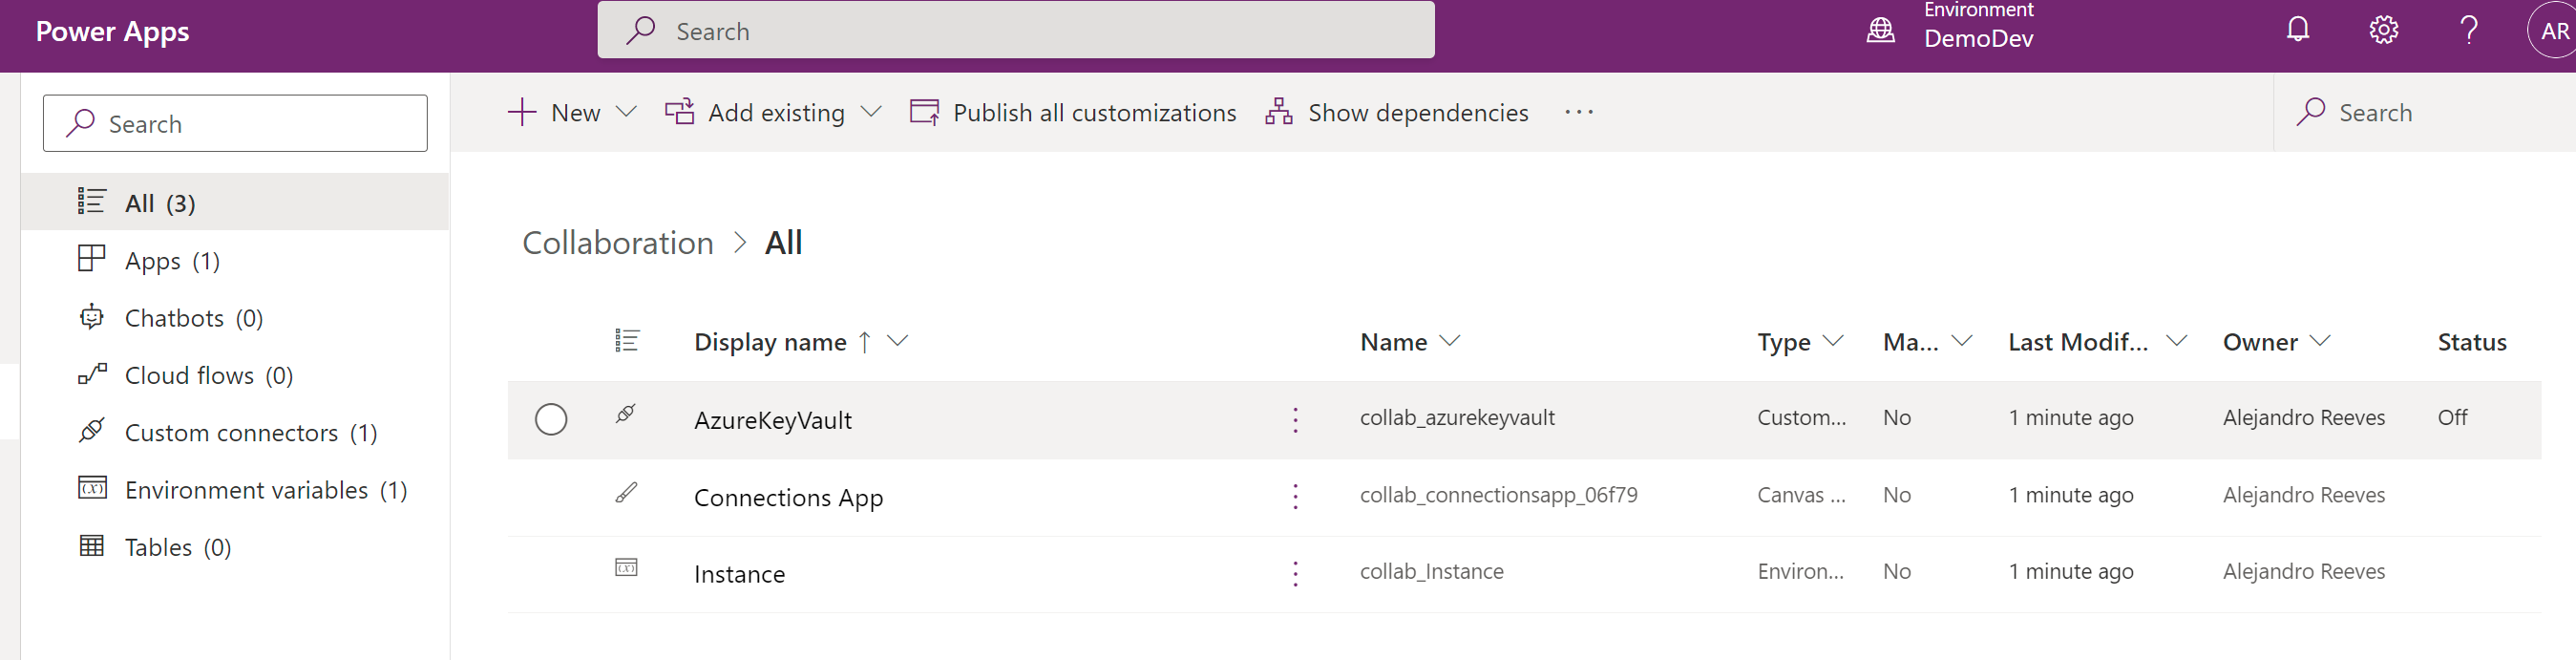 Power Apps
Search
Environment
DemoDev
?
AR
Search
New
Add existing
Publish all customizations
Show dependencies
...
Search
All (3)
Apps (1)
Chatbots (0)
Cloud flows (0)
Custom connectors (1)
Environment variables (1)
Tables (0)
Collaboration > All
Display name ↑ Name Type Ma... Last Modif... Owner Status
AzureKeyVault collab_azurekeyvault Custom... No 1 minute ago Alejandro Reeves Off
Connections App collab_connectionsapp_06f79 Canvas ... No 1 minute ago Alejandro Reeves
Instance collab_Instance Environ... No 1 minute ago Alejandro Reeves